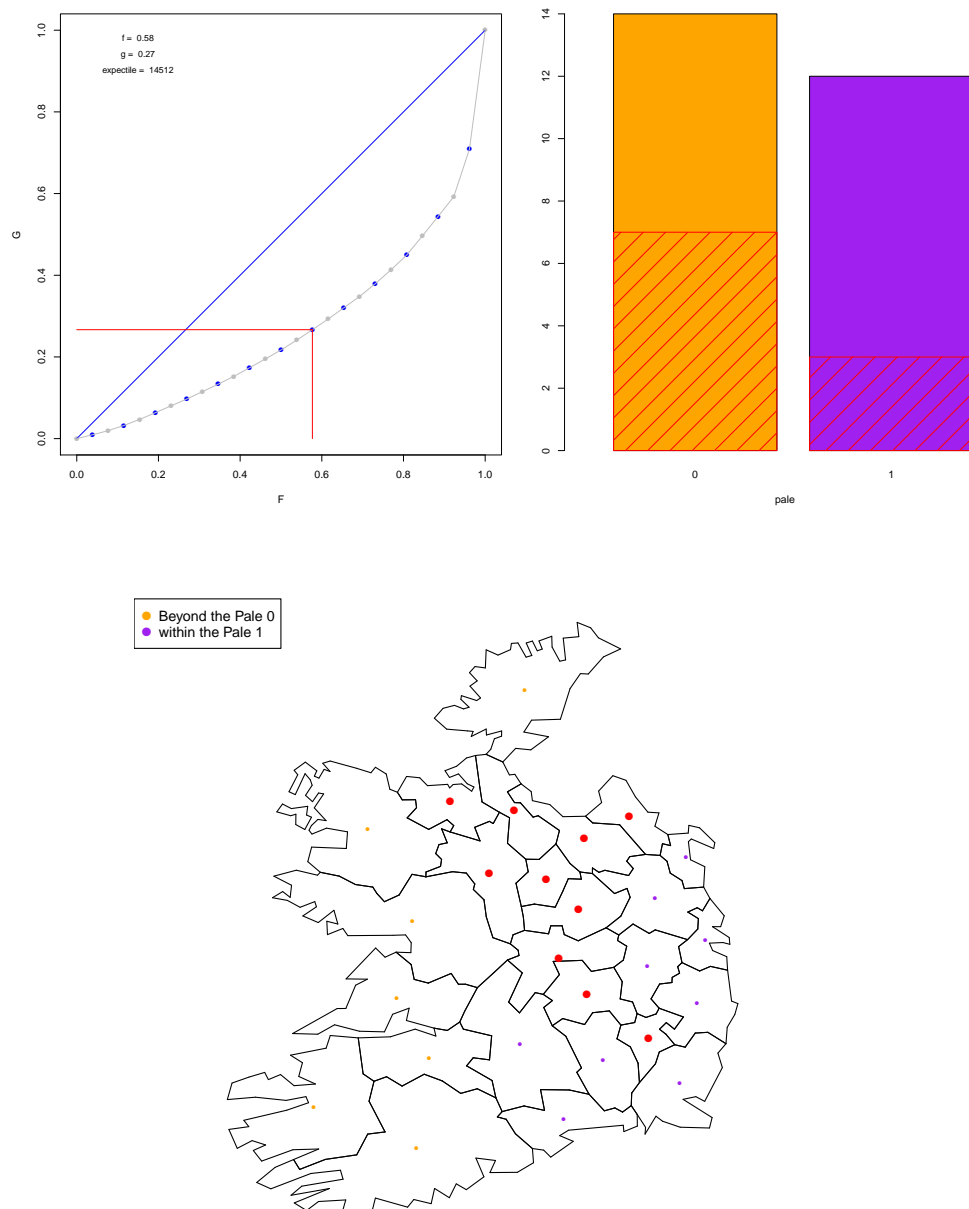 f = 0.58
g = 0.27
expectile = 14512
1.0
0.8
0.6
0.4
0.2
0.0
G
0.0 0.2 0.4 0.6 0.8 1.0
F
14
12
10
8
6
4
2
0
0 1
pale
Beyond the Pale 0
within the Pale 1